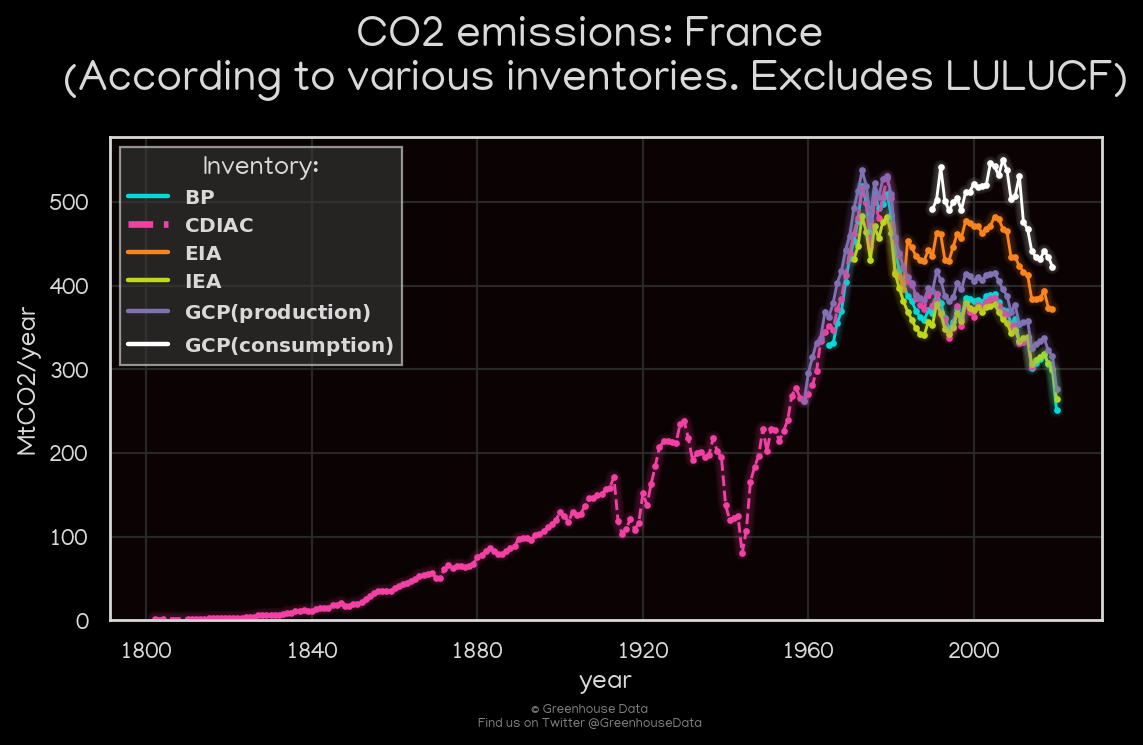 CO2 emissions: France
(According to various inventories. Excludes LULUCF)
Inventory:
BP
CDIAC
EIA
IEA
GCP(production)
GCP(consumption)
MtCO2/year
500
400
300
200
100
0
1800 1840 1880 1920 1960 2000
year
© Greenhouse Data
Find us on Twitter @GreenhouseData